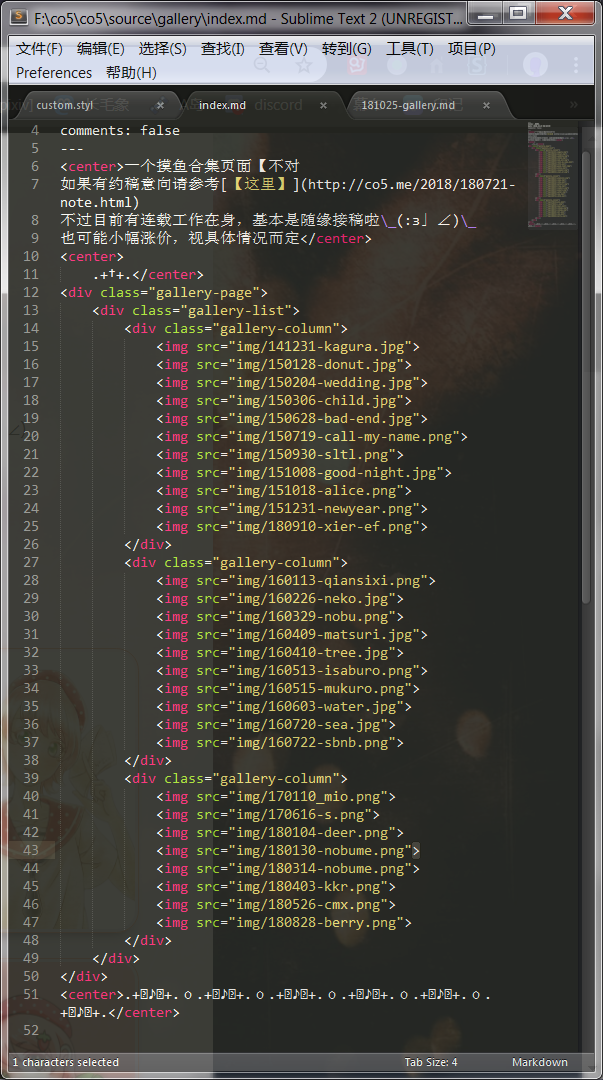 F:\co5\co5\source\gallery\index.md - Sublime Text 2 (UNREGIST...
文件(F) 编辑(E) 选择(S) 查找(I) 查看(V) 转到(G) 工具(T) 项目(P)
Preferences 帮助(H)
custom.styl × index.md × 181025-gallery.md ×
4 comments: false
5 ---
6 <center>一个摸鱼合集页面【不对
7 如果有约稿意向请参考[【这里】](http://co5.me/2018/180721-
note.html)
8 不过目前有连载工作在身，基本是随缘接稿啦\_(:з」∠)\_
9 也可能小幅涨价，视具体情况而定</center>
10 <center>
11 .+†+.</center>
12 <div class="gallery-page">
13 <div class="gallery-list">
14 <div class="gallery-column">
15 <img src="img/141231-kagura.jpg">
16 <img src="img/150128-donut.jpg">
17 <img src="img/150204-wedding.jpg">
18 <img src="img/150306-child.jpg">
19 <img src="img/150628-bad-end.jpg">
20 <img src="img/150719-call-my-name.png">
21 <img src="img/150930-sltl.png">
22 <img src="img/151008-good-night.jpg">
23 <img src="img/151018-alice.png">
24 <img src="img/151231-newyear.png">
25 <img src="img/180910-xier-ef.png">
26 </div>
27 <div class="gallery-column">
28 <img src="img/160113-qiansixi.png">
29 <img src="img/160226-neko.jpg">
30 <img src="img/160329-nobu.png">
31 <img src="img/160409-matsuri.jpg">
32 <img src="img/160410-tree.jpg">
33 <img src="img/160513-isaburo.png">
34 <img src="img/160515-mukuro.png">
35 <img src="img/160603-water.jpg">
36 <img src="img/160720-sea.jpg">
37 <img src="img/160722-sbnb.png">
38 </div>
39 <div class="gallery-column">
40 <img src="img/170110_mio.png">
41 <img src="img/170616-s.png">
42 <img src="img/180104-deer.png">
43 <img src="img/180130-nobume.png">
44 <img src="img/180314-nobume.png">
45 <img src="img/180403-kkr.png">
46 <img src="img/180526-cmx.png">
47 <img src="img/180828-berry.png">
48 </div>
49 </div>
50 </div>
51 <center>.+♪+.ｏ.+♪+.ｏ.+♪+.ｏ.+♪+.ｏ.+♪+.ｏ.
+♪+.</center>
52
1 characters selected Tab Size: 4 Markdown